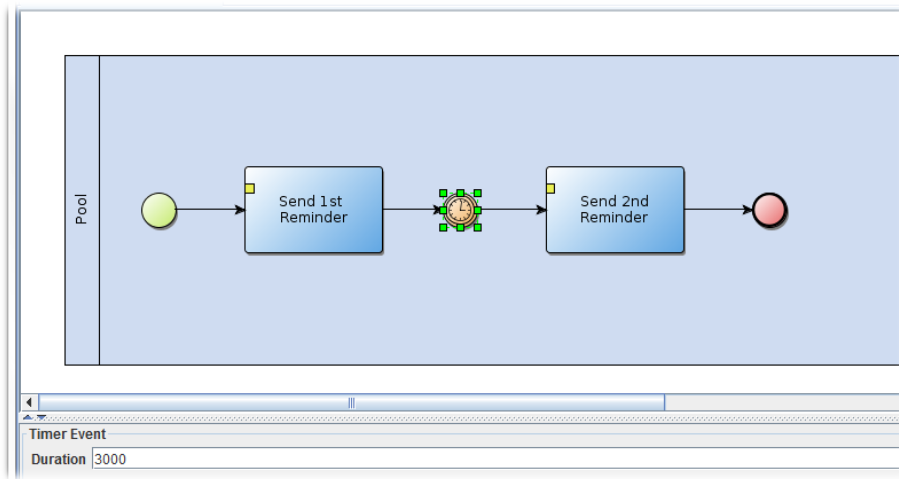 Pool
Send 1st
Reminder
Send 2nd
Reminder
Timer Event
Duration 3000